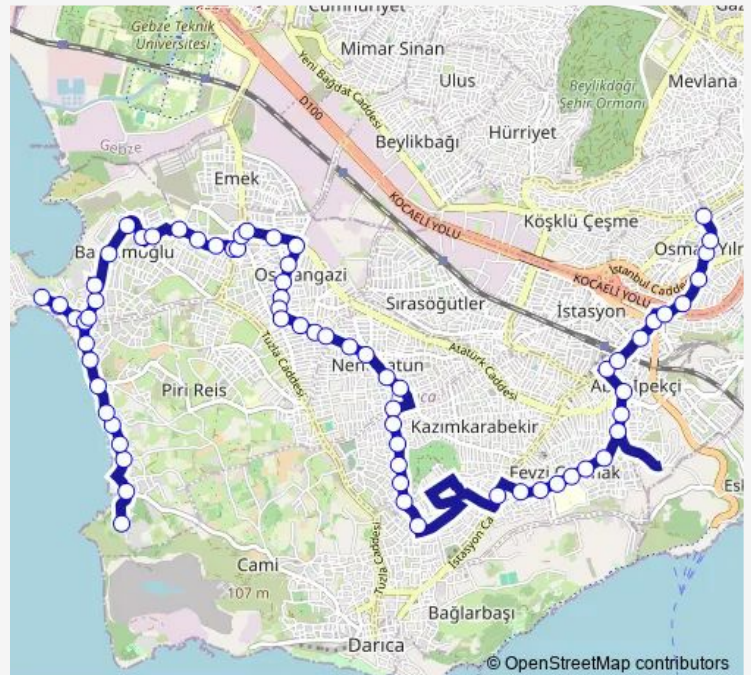 Cumhuriyet
Gebze Teknik
Üniversitesi
Mimar Sinan
Yeni Bağdat Caddesi
Ulus
Mevlana
Beylikdağı
Şehir Ormanı
D100
Hürriyet
Beylikbağı
Gebze
Emek
KOCAELİ YOLU
Köşklü Çeşme
Osmangazi
İstanbul Caddesi
KOCAELİ YOLU
Sırasöğütler
İstasyon
Atatürk Caddesi
Tuzla Caddesi
Piri Reis
Kazımkarabekir
Cami
Tuzla Caddesi
İstasyon Ca
107 m
Bağlarbaşı
Darıca
© OpenStreetMap contributors